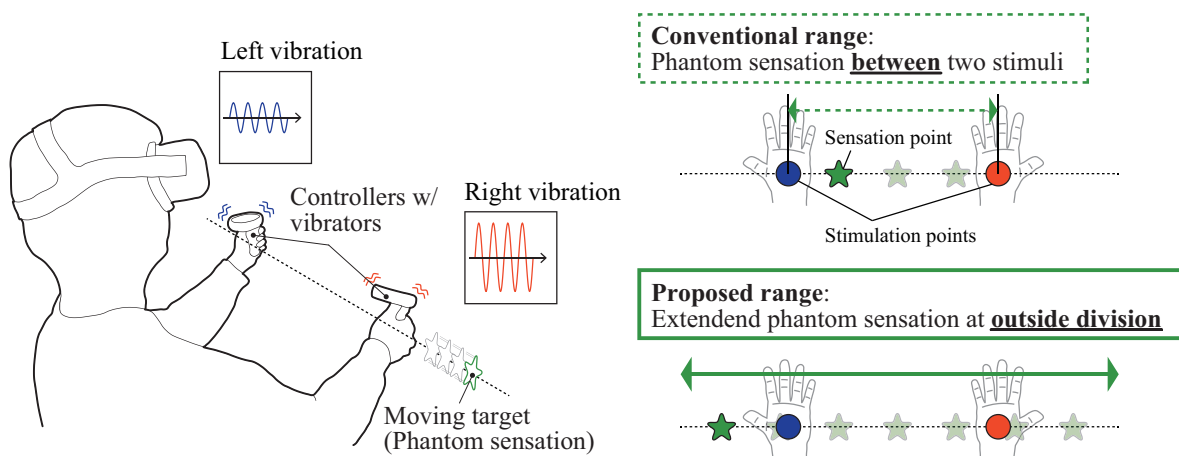 Left vibration
Controllers w/
vibrators
Right vibration
Moving target
(Phantom sensation)
Conventional range:
Phantom sensation between two stimuli
Sensation point
Stimulation points
Proposed range:
Extendend phantom sensation at outside division